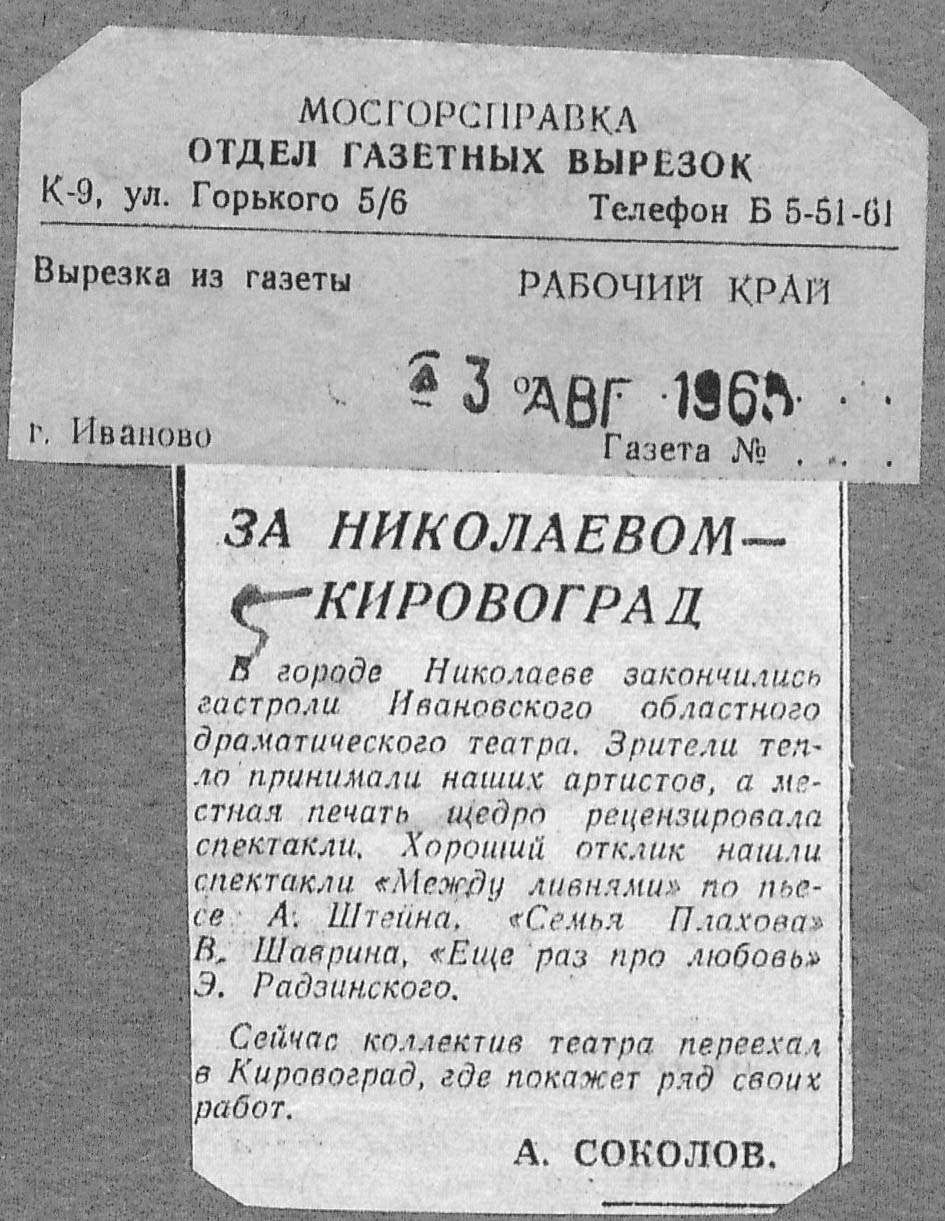 МОСГОРСПРАВКА
ОТДЕЛ ГАЗЕТНЫХ ВЫРЕЗОК
К-9, ул. Горького 5/6 Телефон Б 5-51-61
Вырезка из газеты РАБОЧИЙ КРАЙ
3 АВГ 1965 . . .
г. Иваново Газета № . . . .
ЗА НИКОЛАЕВОМ—
—КИРОВОГРАД
В городе Николаеве закончились
гастроли Ивановского областного
драматического театра. Зрители теп-
ло принимали наших артистов, а ме-
стная печать щедро рецензировала
спектакли. Хороший отклик нашли
спектакли «Между ливнями» по пье-
се А. Штейна, «Семья Плахова»
В. Шаврина, «Еще раз про любовь»
Э. Радзинского.
Сейчас коллектив театра переехал
в Кировоград, где покажет ряд своих
работ.
А. СОКОЛОВ.